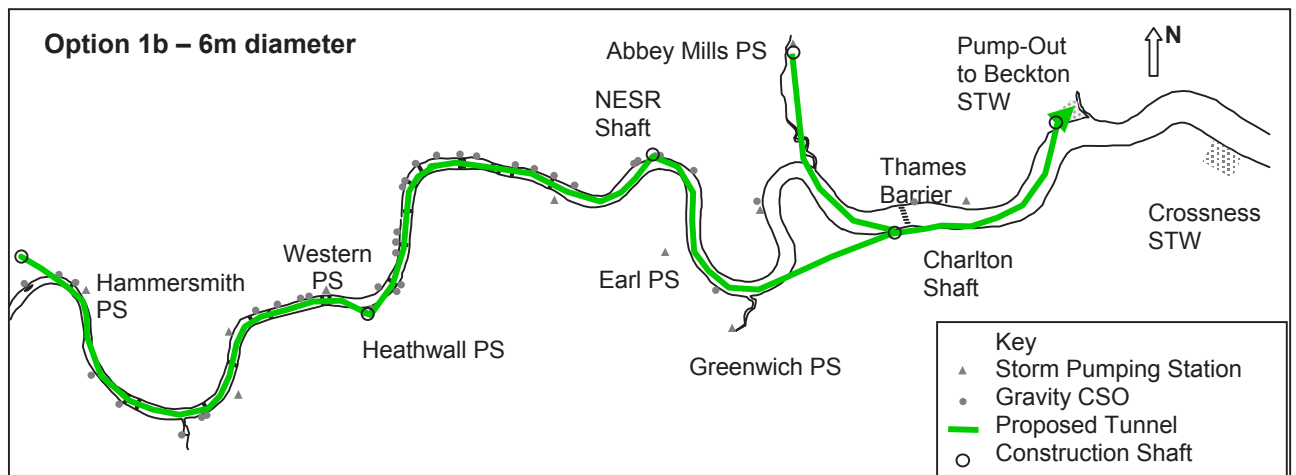 Option 1b – 6m diameter
Abbey Mills PS
Pump-Out
to Beckton
STW
N
NESR
Shaft
Thames
Barrier
Crossness
STW
Hammersmith
PS
Western
PS
Earl PS
Charlton
Shaft
Heathwall PS
Greenwich PS
Key
Storm Pumping Station
Gravity CSO
Proposed Tunnel
Construction Shaft